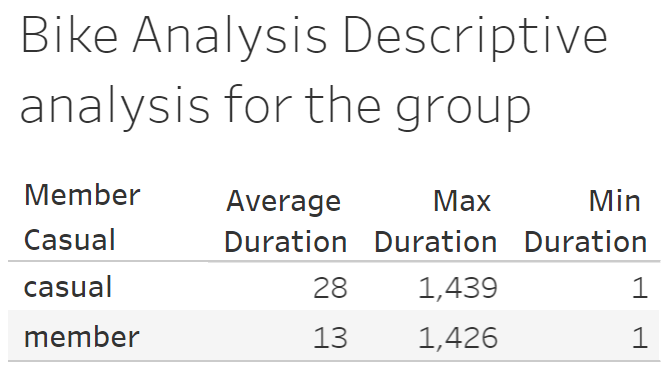 Bike Analysis Descriptive
analysis for the group
Member Average Max Min
Casual Duration Duration Duration
casual 28 1,439 1
member 13 1,426 1